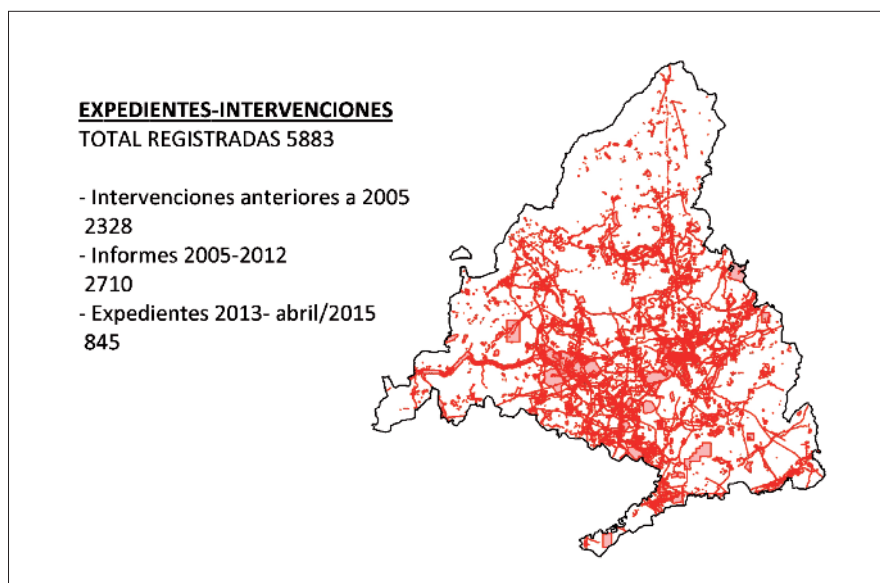 EXPEDIENTES-INTERVENCIONES
TOTAL REGISTRADAS 5883
- Intervenciones anteriores a 2005
2328
- Informes 2005-2012
2710
- Expedientes 2013- abril/2015
845